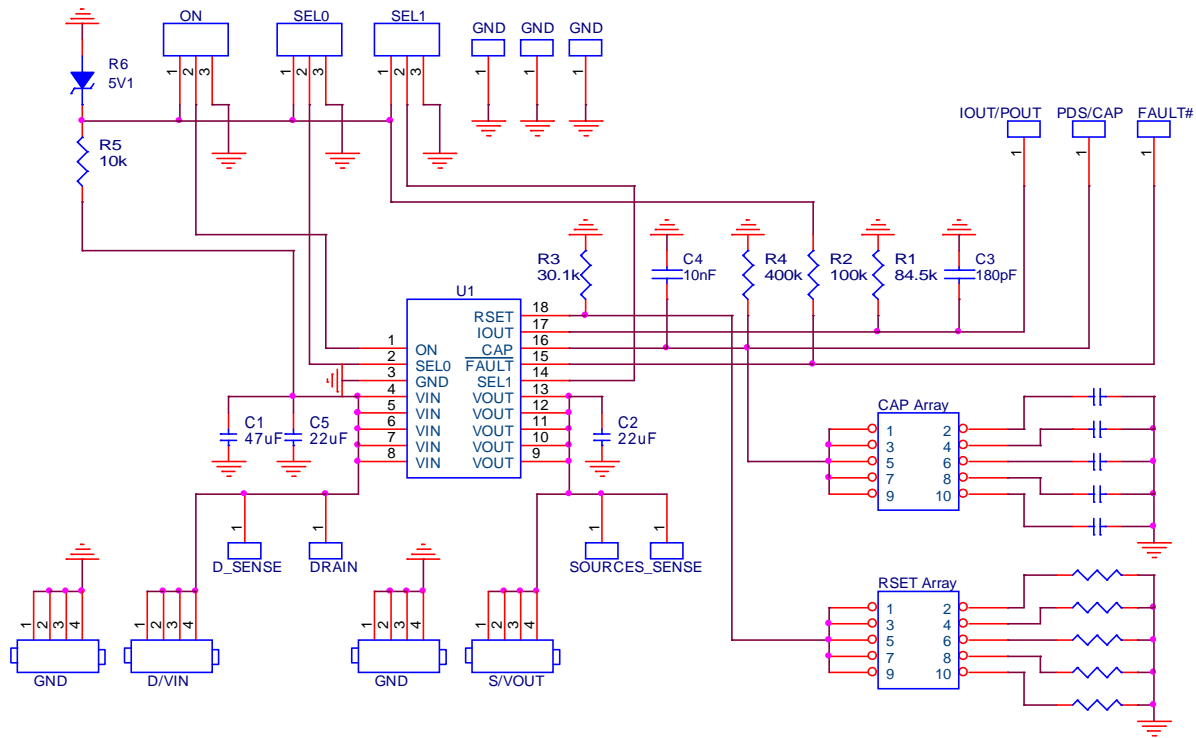 ON
SEL0
SEL1
GND
GND
GND
1
2
3
1
2
3
1
2
3
1
1
1
R6
5V1
R5
10k
IOUT/POUT
PDS/CAP
FAULT#
1
1
1
R3
30.1k
C4
10nF
R4
400k
R2
100k
R1
84.5k
C3
180pF
U1
1
2
3
4
5
6
7
8
ON
SEL0
GND
VIN
VIN
VIN
VIN
VIN
RSET
IOUT
CAP
FAULT
SEL1
VOUT
VOUT
VOUT
VOUT
VOUT
18
17
16
15
14
13
12
11
10
9
C1
47uF
C5
22uF
C2
22uF
CAP Array
1 2
3 4
5 6
7 8
9 10
1
1
1
1
D_SENSE
DRAIN
SOURCES_SENSE
RSET Array
1 2
3 4
5 6
7 8
9 10
1
2
3
4
1
2
3
4
1
2
3
4
1
2
3
4
GND
D/VIN
GND
S/VOUT